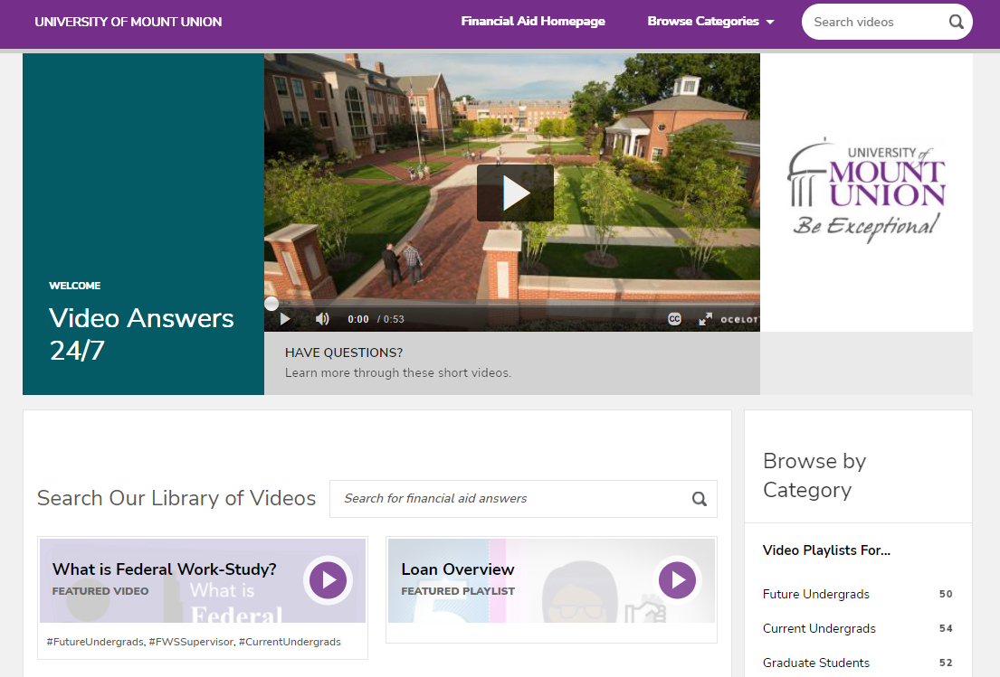 UNIVERSITY OF MOUNT UNION
Financial Aid Homepage
Browse Categories
Search videos
WELCOME
Video Answers
24/7
0:00 / 0:53
CC
OCELOT
HAVE QUESTIONS?
Learn more through these short videos.
UNIVERSITY of
MOUNT
UNION
Be Exceptional
Search Our Library of Videos
Search for financial aid answers
What is Federal Work-Study?
FEATURED VIDEO
What is
Federal
#FutureUndergrads, #FWSSupervisor, #CurrentUndergrads
Loan Overview
FEATURED PLAYLIST
5
Browse by
Category
Video Playlists For...
Future Undergrads 50
Current Undergrads 54
Graduate Students 52